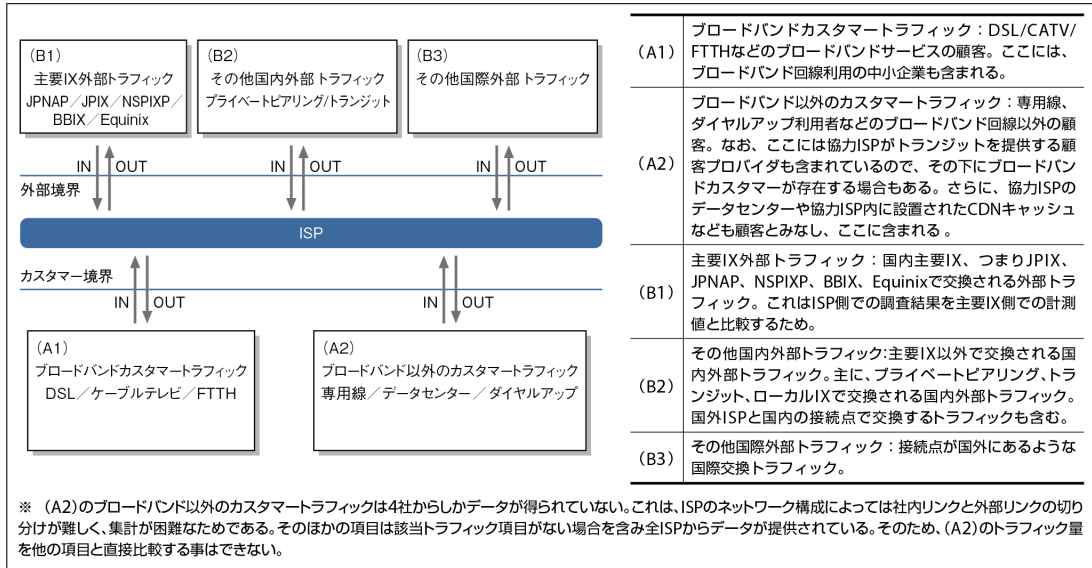 (B1)
主要IX外部トラフィック
JPNAP／JPIX／NSPIXP／
BBIX／Equinix
(B2)
その他国内外部 トラフィック
プライベートピアリング/トランジット
(B3)
その他国際外部 トラフィック
IN OUT
IN OUT
IN OUT
外部境界
ISP
カスタマー境界
IN OUT
IN OUT
(A1)
ブロードバンドカスタマートラフィック
DSL／ケーブルテレビ／FTTH
(A2)
ブロードバンド以外のカスタマートラフィック
専用線／データセンター／ダイヤルアップ
(A1)
ブロードバンドカスタマートラフィック：DSL/CATV/
FTTHなどのブロードバンドサービスの顧客。ここには、
ブロードバンド回線利用の中小企業も含まれる。
(A2)
ブロードバンド以外のカスタマートラフィック：専用線、
ダイヤルアップ利用者などのブロードバンド回線以外の顧
客。なお、ここには協力ISPがトランジットを提供する顧
客プロバイダも含まれているので、その下にブロードバン
ドカスタマーが存在する場合もある。さらに、協力ISPの
データセンターや協力ISP内に設置されたCDNキャッシュ
なども顧客とみなし、ここに含まれる 。
(B1)
主要IX外部トラフィック：国内主要IX、つまりJPIX、
JPNAP、NSPIXP、BBIX、Equinixで交換される外部トラ
フィック。これはISP側での調査結果を主要IX側での計測
値と比較するため。
(B2)
その他国内外部トラフィック:主要IX以外で交換される国
内外部トラフィック。主に、プライベートピアリング、トラ
ンジット、ローカルIXで交換される国内外部トラフィック。
国外ISPと国内の接続点で交換するトラフィックも含む。
(B3)
その他国際外部トラフィック：接続点が国外にあるような
国際交換トラフィック。
※ (A2)のブロードバンド以外のカスタマートラフィックは4社からしかデータが得られていない。これは、ISPのネットワーク構成によっては社内リンクと外部リンクの切り
分けが難しく、集計が困難なためである。そのほかの項目は該当トラフィック項目がない場合を含み全ISPからデータが提供されている。そのため、(A2)のトラフィック量
を他の項目と直接比較する事はできない。